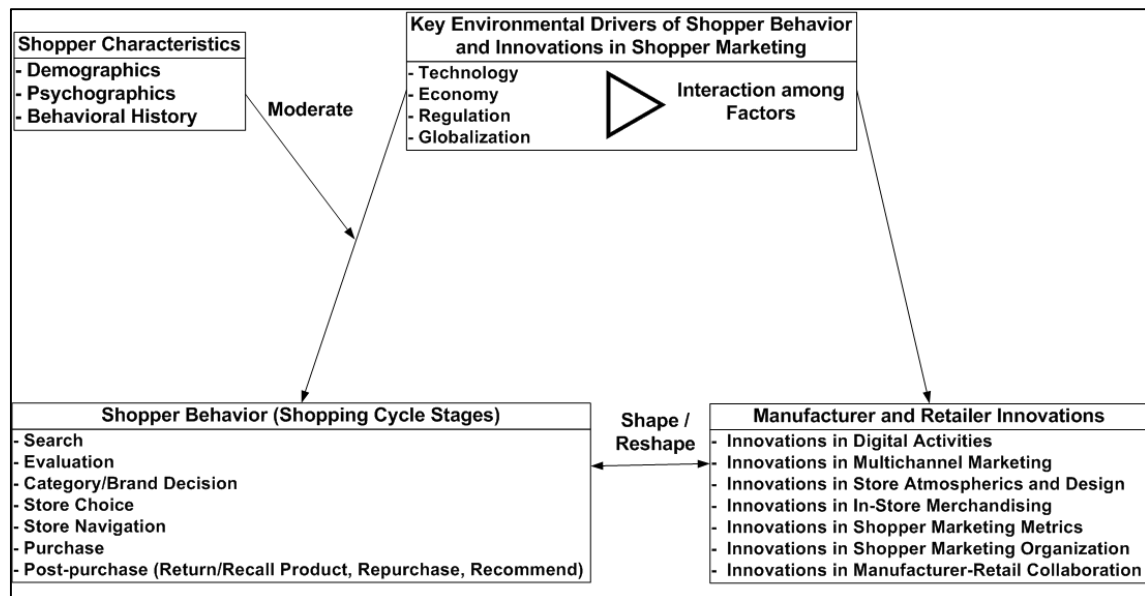 Shopper Characteristics
- Demographics
- Psychographics
- Behavioral History
Moderate
Key Environmental Drivers of Shopper Behavior
and Innovations in Shopper Marketing
- Technology
- Economy
- Regulation
- Globalization
Interaction among
Factors
Shopper Behavior (Shopping Cycle Stages)
- Search
- Evaluation
- Category/Brand Decision
- Store Choice
- Store Navigation
- Purchase
- Post-purchase (Return/Recall Product, Repurchase, Recommend)
Shape /
Reshape
Manufacturer and Retailer Innovations
- Innovations in Digital Activities
- Innovations in Multichannel Marketing
- Innovations in Store Atmospherics and Design
- Innovations in In-Store Merchandising
- Innovations in Shopper Marketing Metrics
- Innovations in Shopper Marketing Organization
- Innovations in Manufacturer-Retail Collaboration